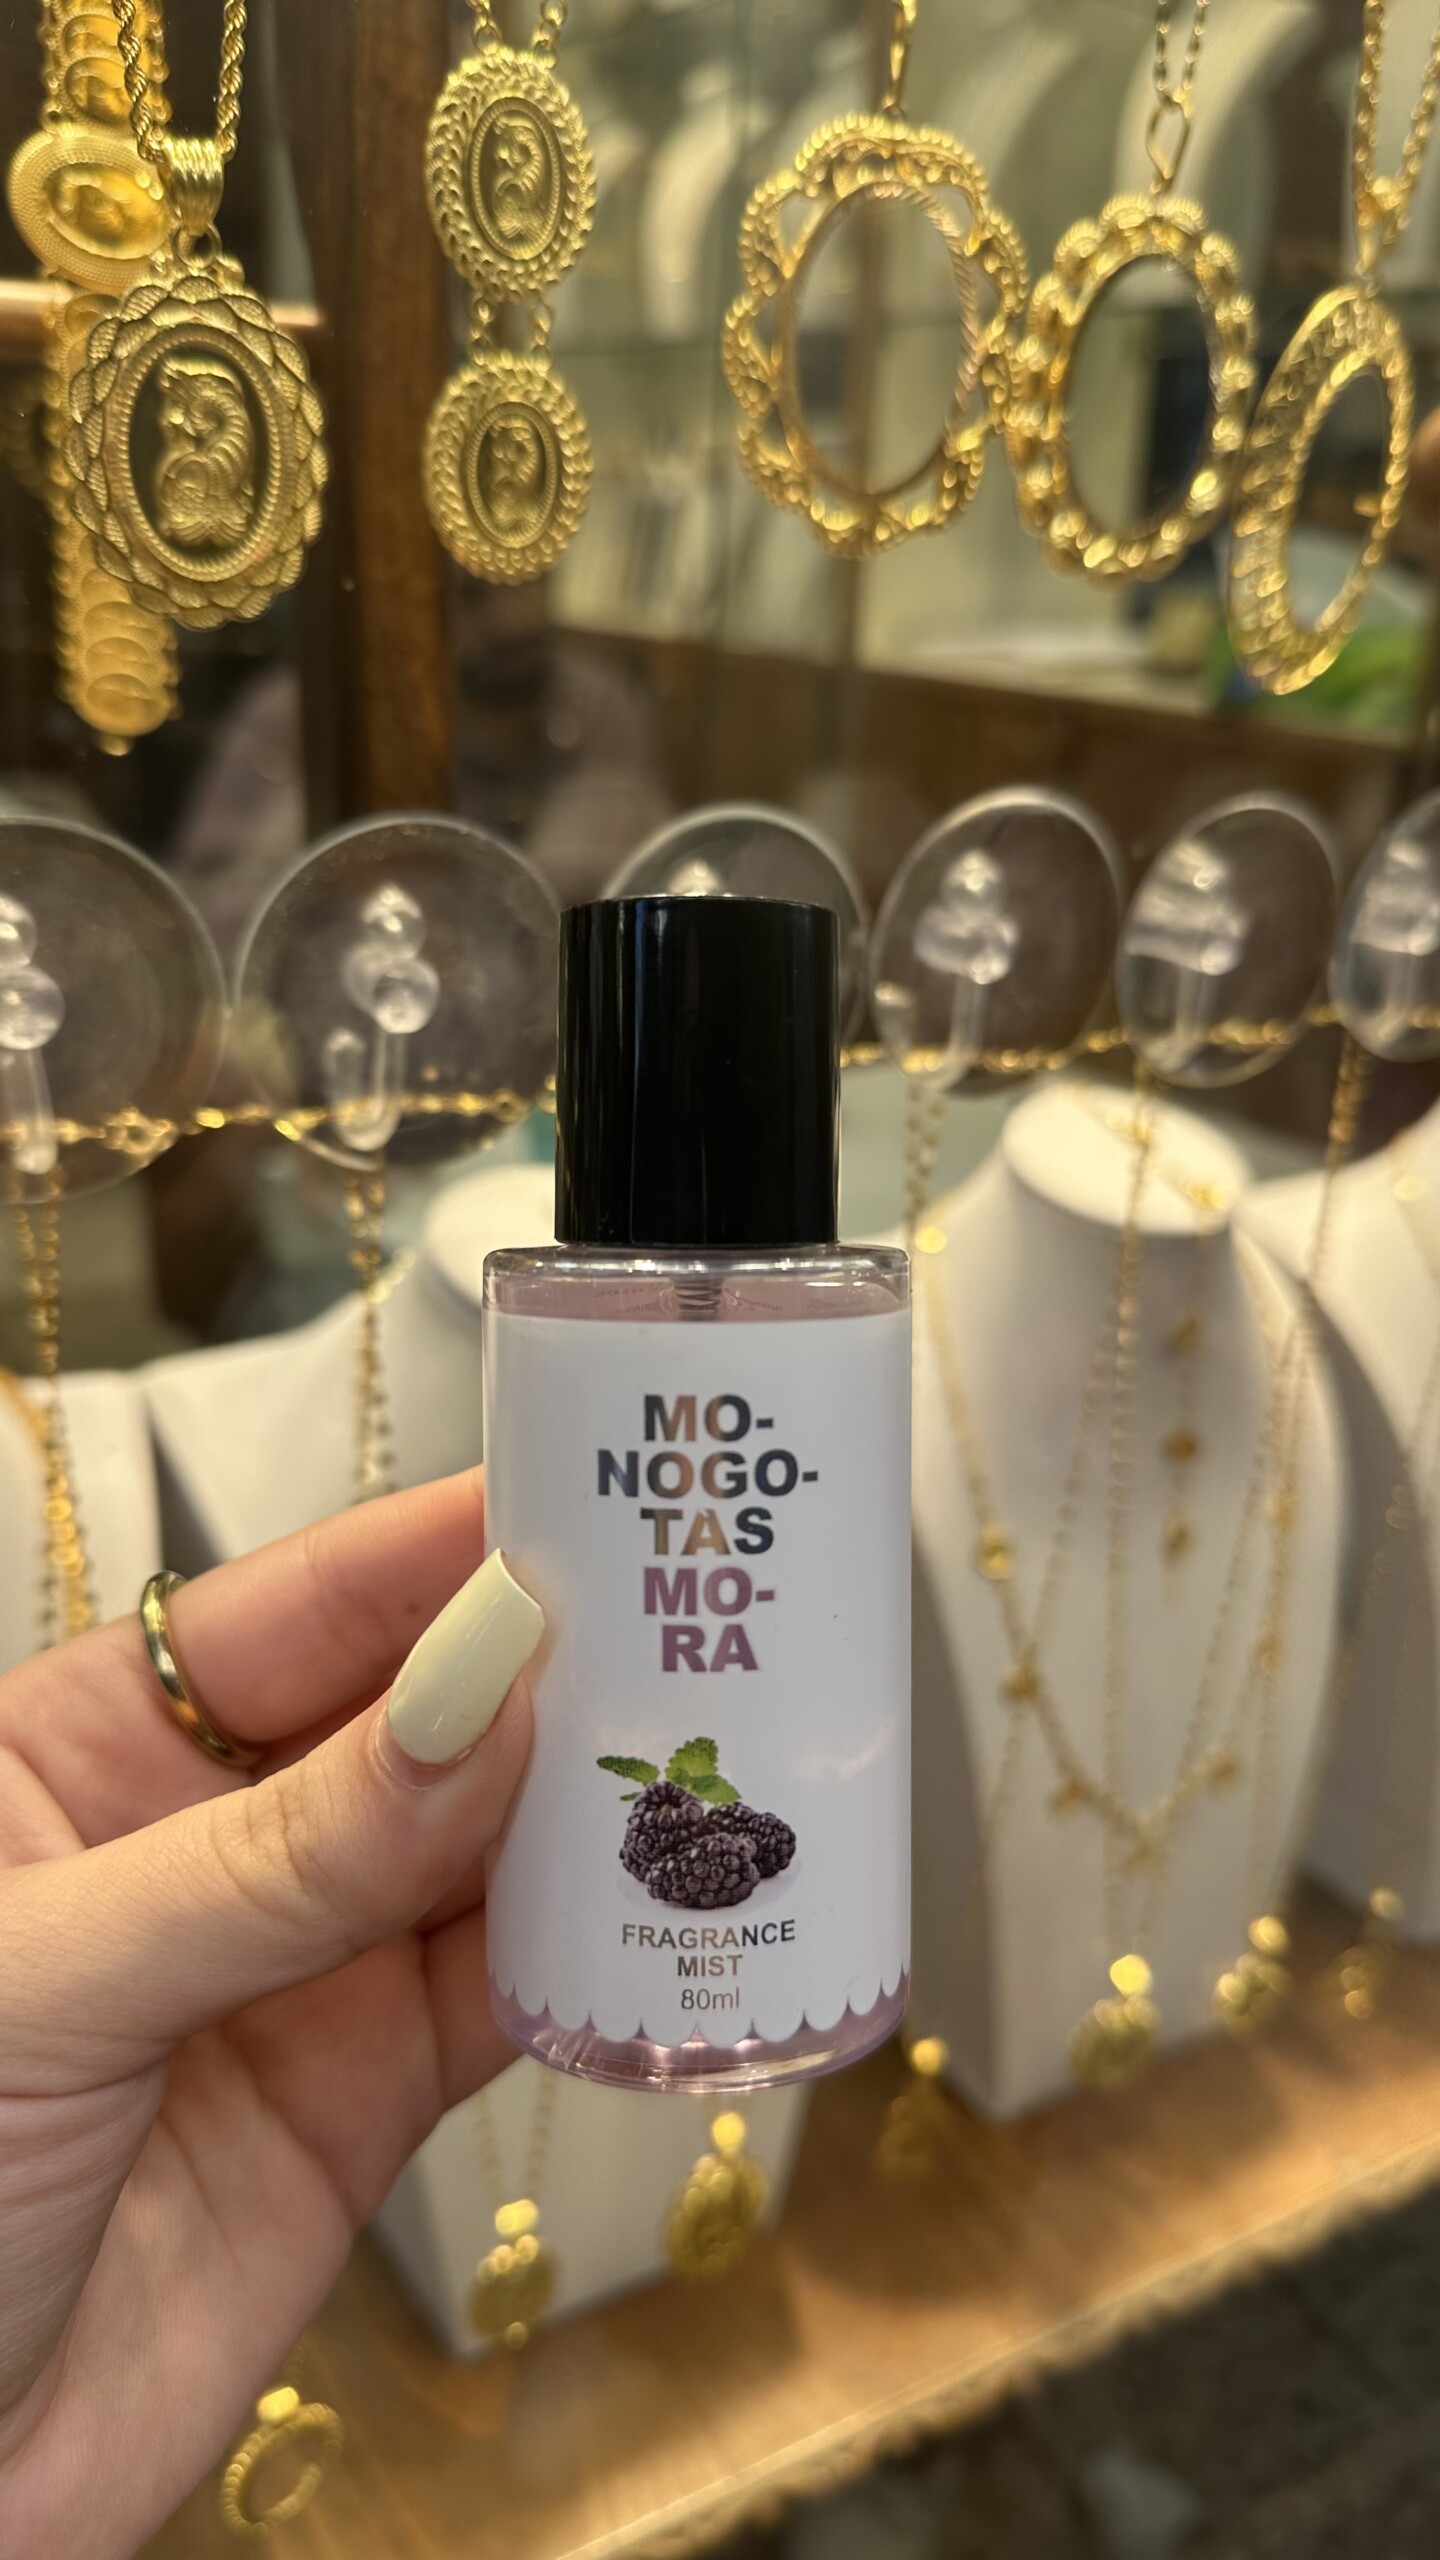 MO-
NOGO-
TAS
MO-
RA
FRAGRANCE
MIST
80ml